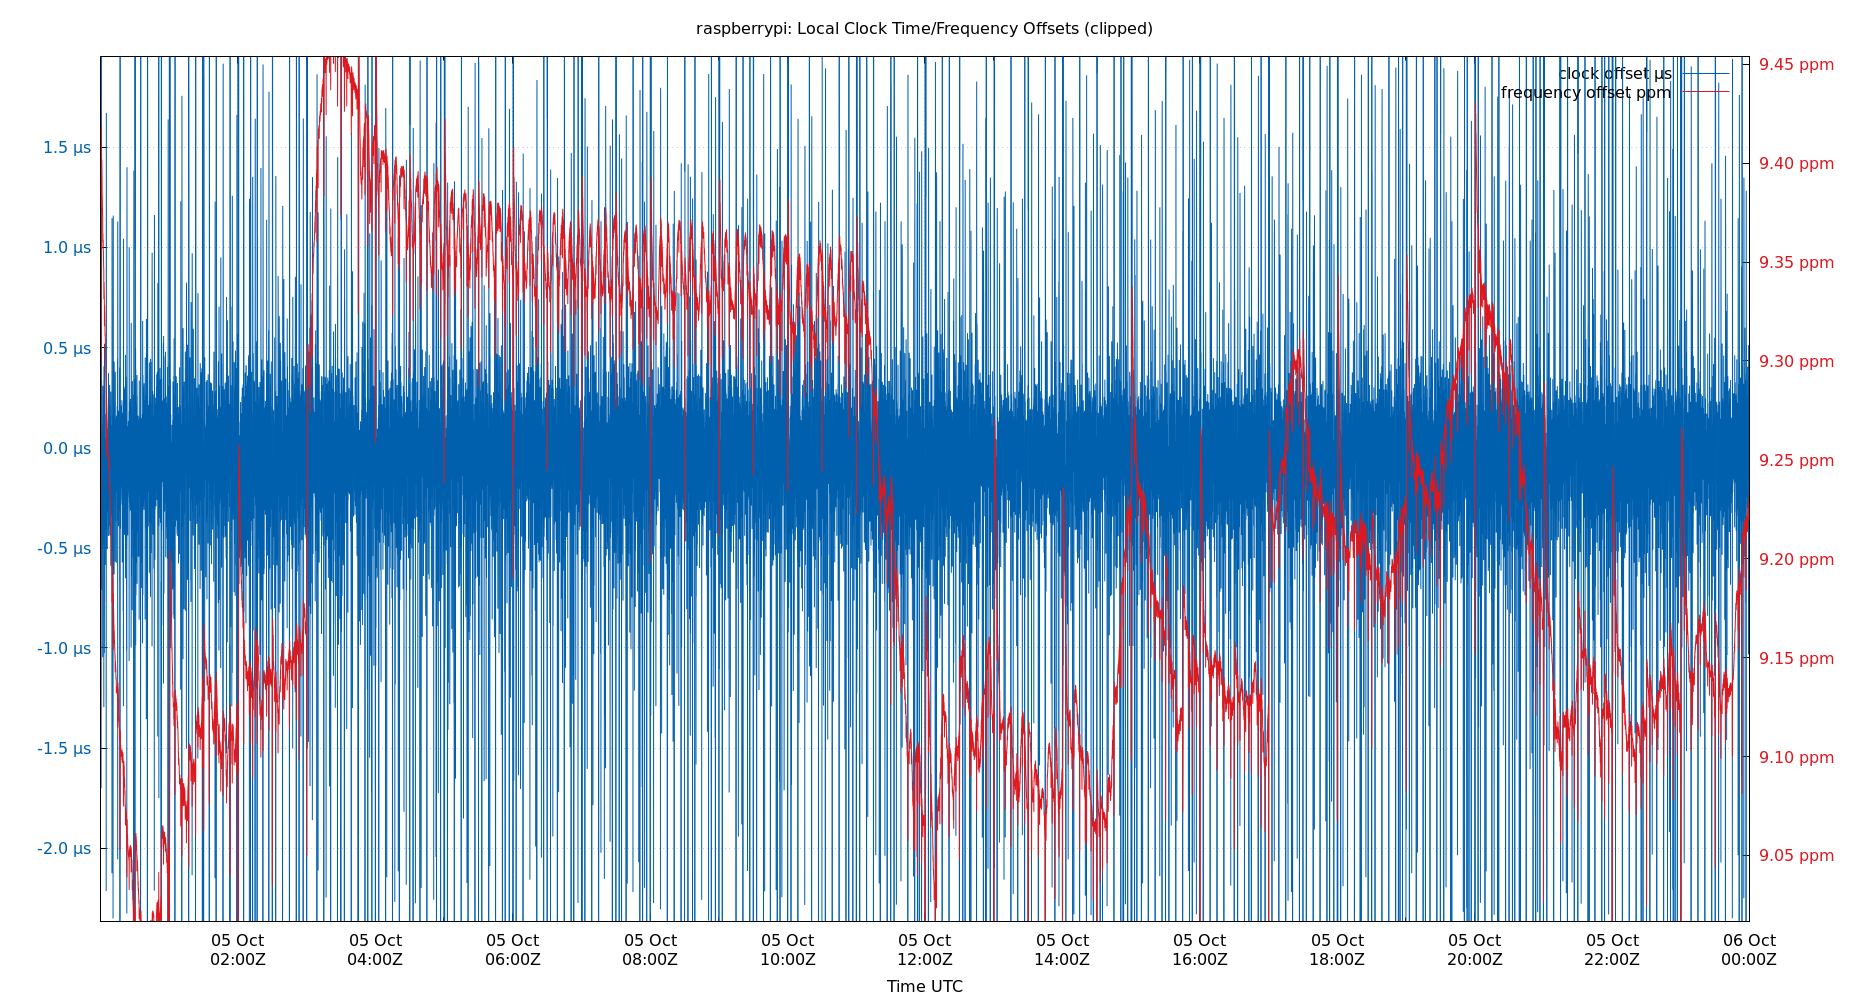 raspberrypi: Local Clock Time/Frequency Offsets (clipped)
clock offset µs
frequency offset ppm
1.5 µs
1.0 µs
0.5 µs
0.0 µs
-0.5 µs
-1.0 µs
-1.5 µs
-2.0 µs
9.45 ppm
9.40 ppm
9.35 ppm
9.30 ppm
9.25 ppm
9.20 ppm
9.15 ppm
9.10 ppm
9.05 ppm
05 Oct
02:00Z
05 Oct
04:00Z
05 Oct
06:00Z
05 Oct
08:00Z
05 Oct
10:00Z
05 Oct
12:00Z
05 Oct
14:00Z
05 Oct
16:00Z
05 Oct
18:00Z
05 Oct
20:00Z
05 Oct
22:00Z
06 Oct
00:00Z
Time UTC